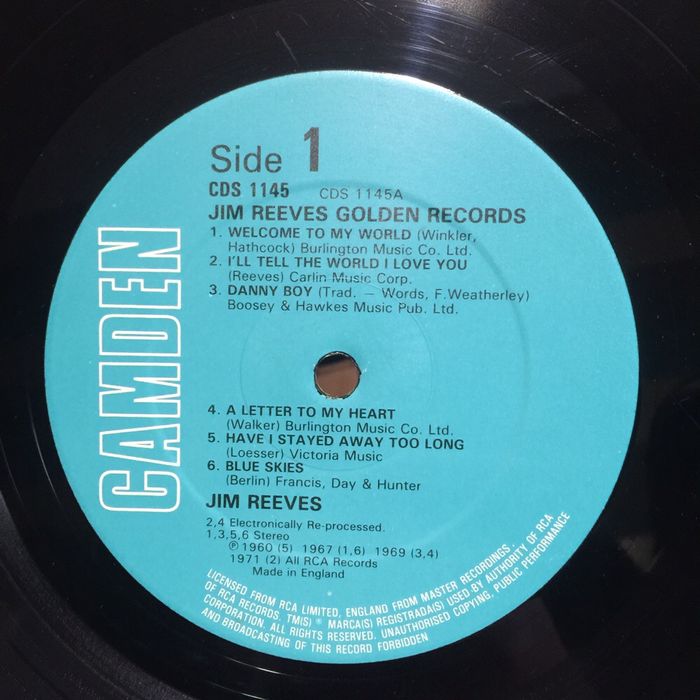 Side 1
CDS 1145 CDS 1145A
JIM REEVES GOLDEN RECORDS
1. WELCOME TO MY WORLD (Winkler,
Hathcock) Burlington Music Co. Ltd.
2. I'LL TELL THE WORLD I LOVE YOU
(Reeves) Carlin Music Corp.
3. DANNY BOY (Trad. – Words, F.Weatherley)
Boosey & Hawkes Music Pub. Ltd.
CAMDEN
4. A LETTER TO MY HEART
(Walker) Burlington Music Co. Ltd.
5. HAVE I STAYED AWAY TOO LONG
(Loesser) Victoria Music
6. BLUE SKIES
(Berlin) Francis, Day & Hunter
JIM REEVES
2,4 Electronically Re-processed.
1,3,5,6 Stereo
Ⓟ 1960 (5) 1967 (1,6) 1969 (3,4)
1971 (2) All RCA Records
Made in England
LICENSED FROM RCA LIMITED, ENGLAND FROM MASTER RECORDINGS
OF RCA RECORDS. TM(S) ® MARCA(S) REGISTRADA(S) USED BY AUTHORITY OF RCA
CORPORATION. ALL RIGHTS RESERVED. UNAUTHORISED COPYING, PUBLIC PERFORMANCE
AND BROADCASTING OF THIS RECORD FORBIDDEN